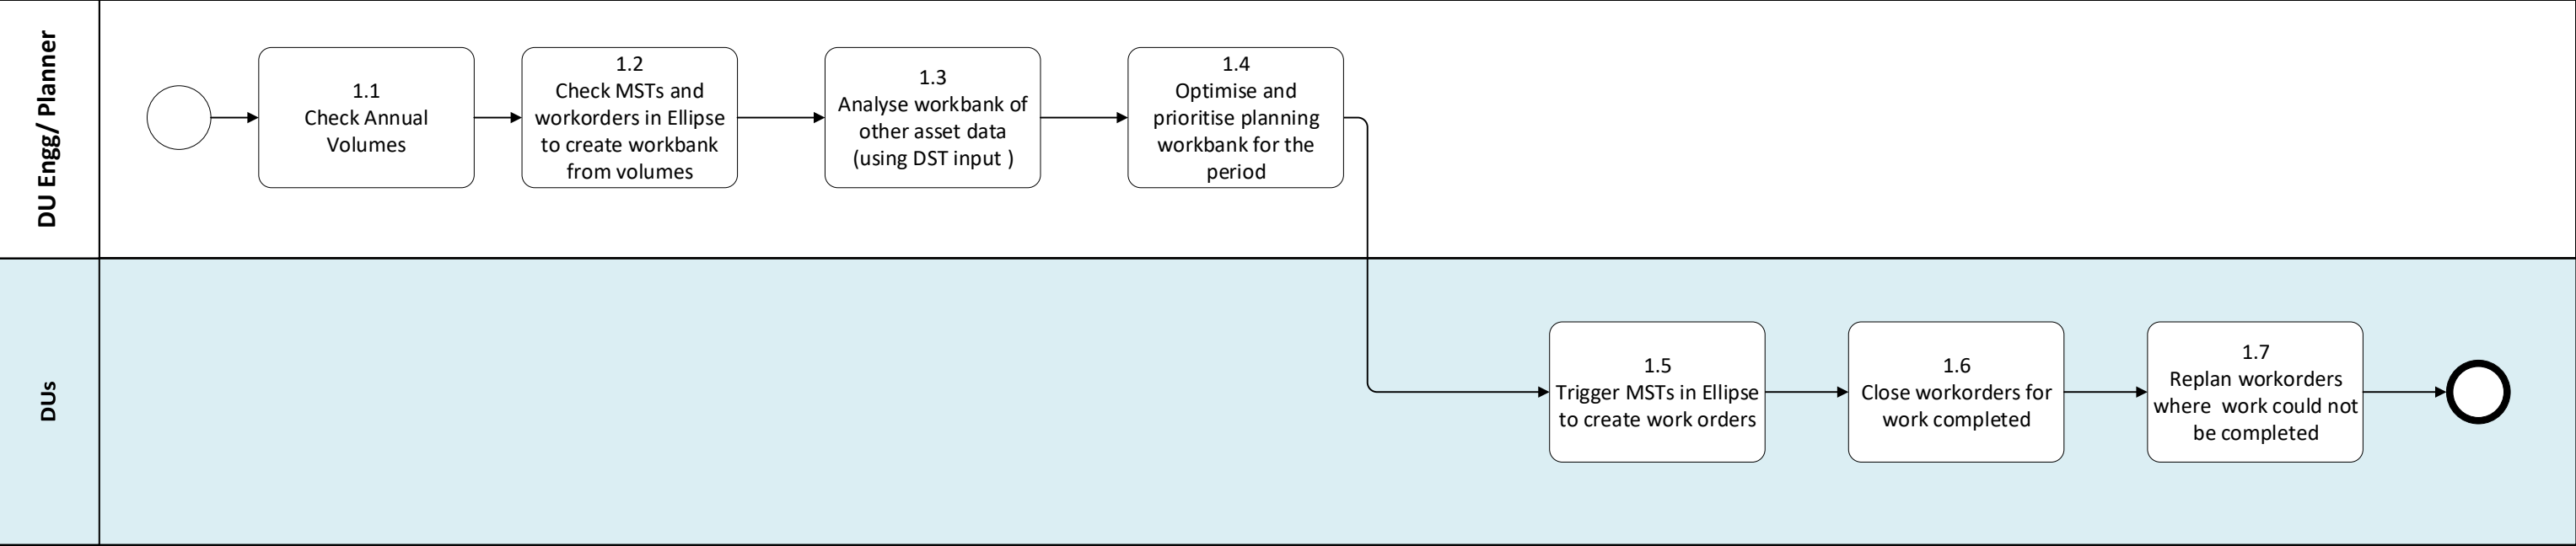 DU Engg/ Planner
1.1
Check Annual
Volumes
1.2
Check MSTs and
workorders in Ellipse
to create workbank
from volumes
1.3
Analyse workbank of
other asset data
(using DST input )
1.4
Optimise and
prioritise planning
workbank for the
period
DUs
1.5
Trigger MSTs in Ellipse
to create work orders
1.6
Close workorders for
work completed
1.7
Replan workorders
where  work could not
be completed